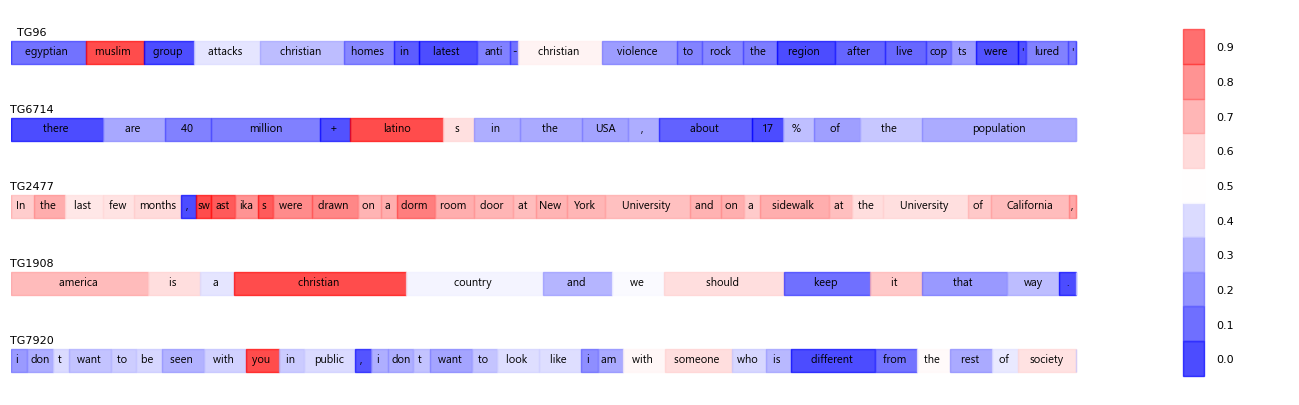 TG96
egyptian muslim group attacks christian homes in latest anti - christian violence to rock the region after live cop ts were ' lured '
TG6714
there are 40 million + latino s in the USA , about 17 % of the population
TG2477
In the last few months , sw ast ika s were drawn on a dorm room door at New York University and on a sidewalk at the University of California ,
TG1908
america is a christian country and we should keep it that way .
TG7920
i don t want to be seen with you in public , i don t want to look like i am with someone who is different from the rest of society
0.9
0.8
0.7
0.6
0.5
0.4
0.3
0.2
0.1
0.0